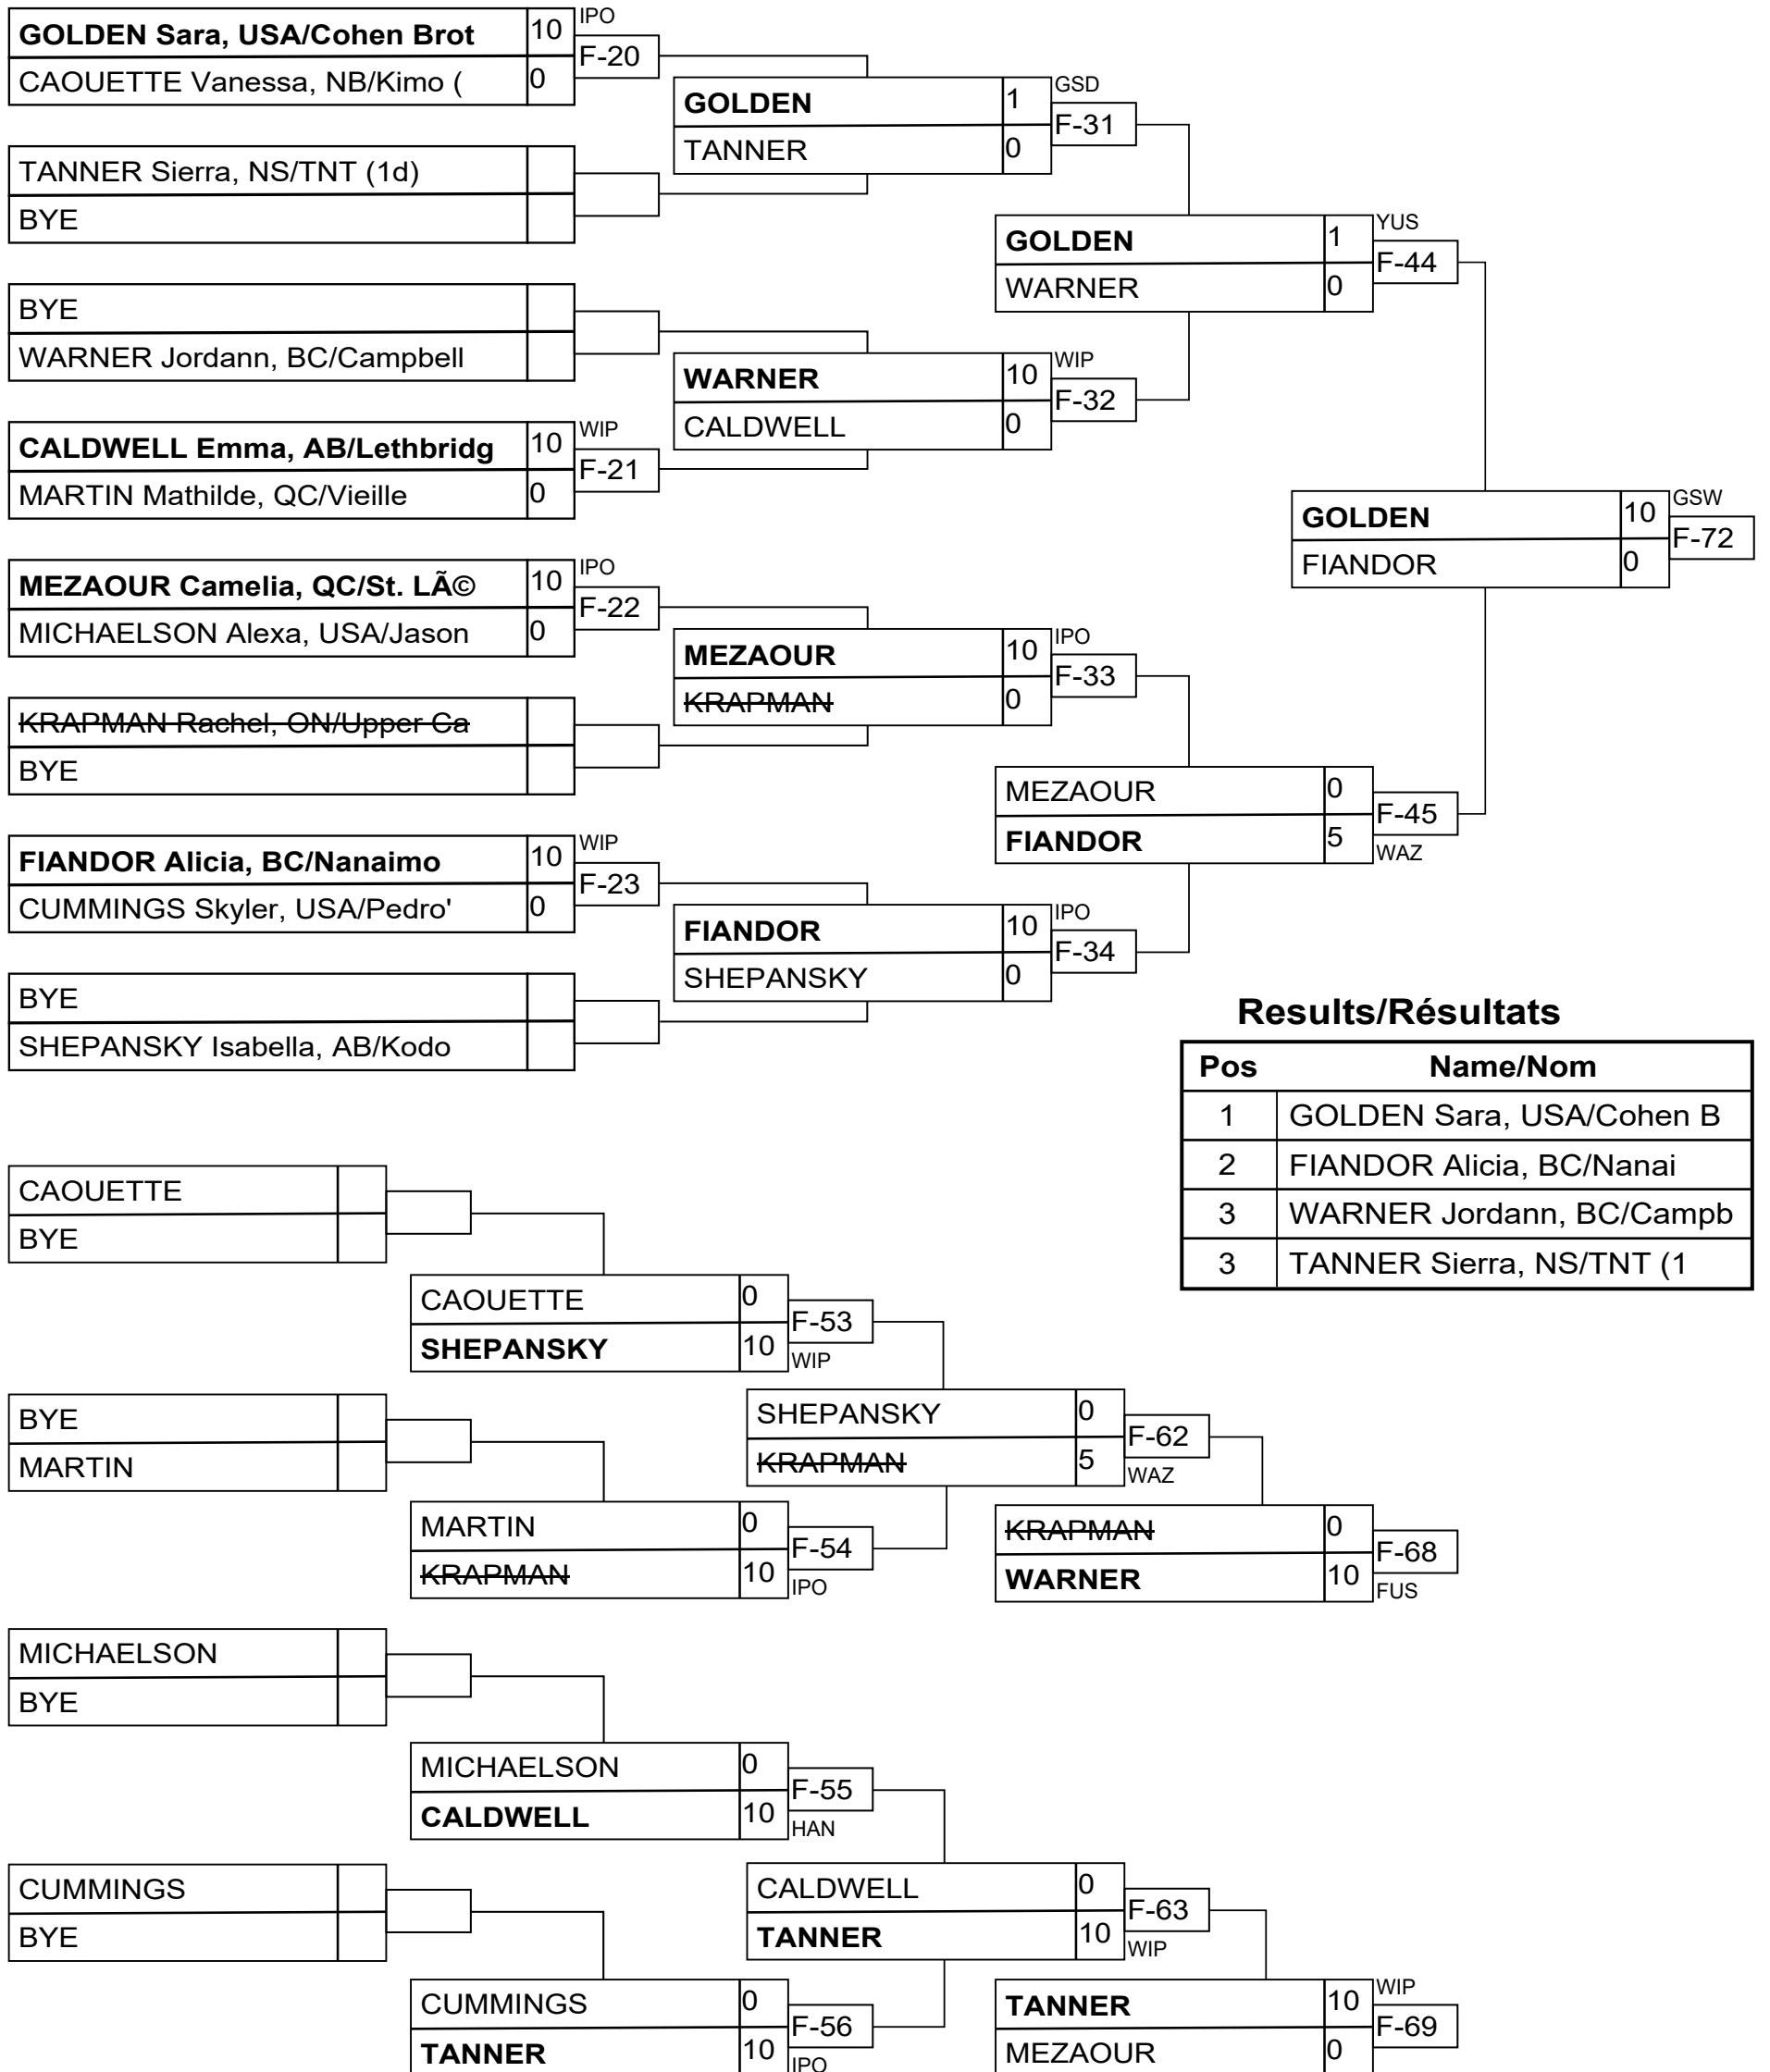 GOLDEN Sara, USA/Cohen Brot 10 IPO
F-20
CAOUETTE Vanessa, NB/Kimo ( 0
TANNER Sierra, NS/TNT (1d)
BYE
BYE
WARNER Jordann, BC/Campbell
CALDWELL Emma, AB/Lethbridg 10 WIP
F-21
MARTIN Mathilde, QC/Vieille 0
MEZAOUR Camelia, QC/St. LÃ© 10 IPO
F-22
MICHAELSON Alexa, USA/Jason 0
KRAPMAN Rachel, ON/Upper Ca
BYE
FIANDOR Alicia, BC/Nanaimo 10 WIP
F-23
CUMMINGS Skyler, USA/Pedro' 0
BYE
SHEPANSKY Isabella, AB/Kodo
GOLDEN 1 GSD
F-31
TANNER 0
WARNER 10 WIP
F-32
CALDWELL 0
MEZAOUR 10 IPO
F-33
KRAPMAN 0
FIANDOR 10 IPO
F-34
SHEPANSKY 0
GOLDEN 1 YUS
F-44
WARNER 0
MEZAOUR 0
F-45
FIANDOR 5 WAZ
GOLDEN 10 GSW
F-72
FIANDOR 0
Results/Résultats
Pos Name/Nom
1 GOLDEN Sara, USA/Cohen B
2 FIANDOR Alicia, BC/Nanai
3 WARNER Jordann, BC/Campb
3 TANNER Sierra, NS/TNT (1
CAOUETTE
BYE
BYE
MARTIN
MICHAELSON
BYE
CUMMINGS
BYE
CAOUETTE 0
F-53
SHEPANSKY 10 WIP
MARTIN 0
F-54
KRAPMAN 10 IPO
MICHAELSON 0
F-55
CALDWELL 10 HAN
CUMMINGS 0
F-56
TANNER 10 IPO
SHEPANSKY 0
F-62
KRAPMAN 5 WAZ
CALDWELL 0
F-63
TANNER 10 WIP
KRAPMAN 0
F-68
WARNER 10 FUS
TANNER 10 WIP
F-69
MEZAOUR 0